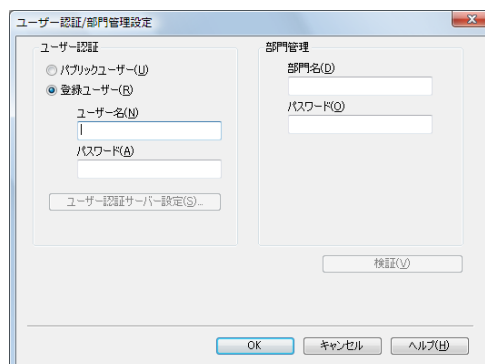 ユーザー認証/部門管理設定
ユーザー認証
パブリックユーザー(U)
登録ユーザー(R)
ユーザー名(N)
パスワード(A)
ユーザー認証サーバー設定(S)...
部門管理
部門名(D)
パスワード(O)
検証(V)
OK
キャンセル
ヘルプ(H)